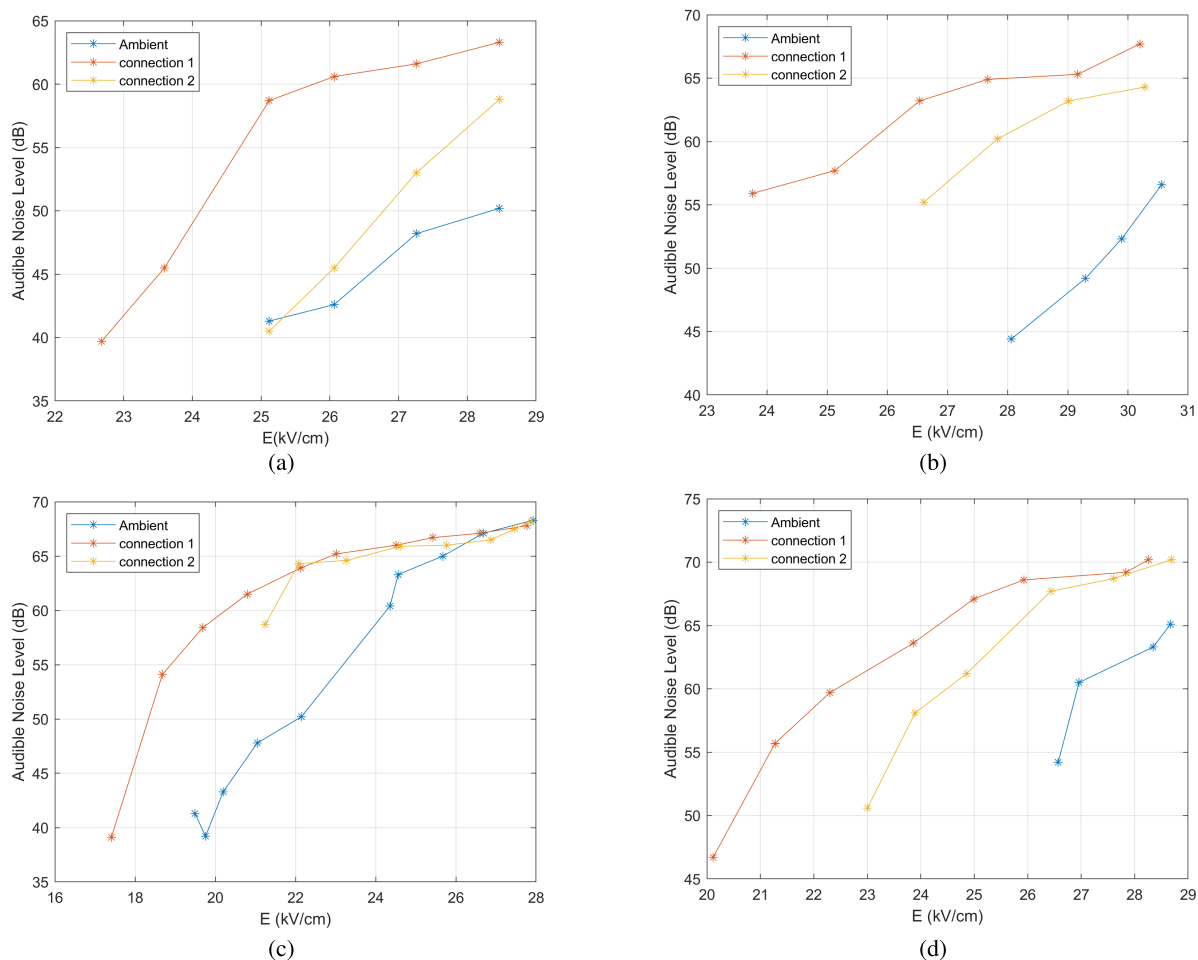 Audible Noise Level (dB)
65
60
55
50
45
40
35
Ambient
connection 1
connection 2
22 23 24 25 26 27 28 29
E(kV/cm)
(a)
Audible Noise Level (dB)
70
65
60
55
50
45
40
Ambient
connection 1
connection 2
23 24 25 26 27 28 29 30 31
E (kV/cm)
(b)
Audible Noise Level (dB)
70
65
60
55
50
45
40
35
Ambient
connection 1
connection 2
16 18 20 22 24 26 28
E (kV/cm)
(c)
Audible Noise Level (dB)
75
70
65
60
55
50
45
Ambient
connection 1
connection 2
20 21 22 23 24 25 26 27 28 29
E (kV/cm)
(d)